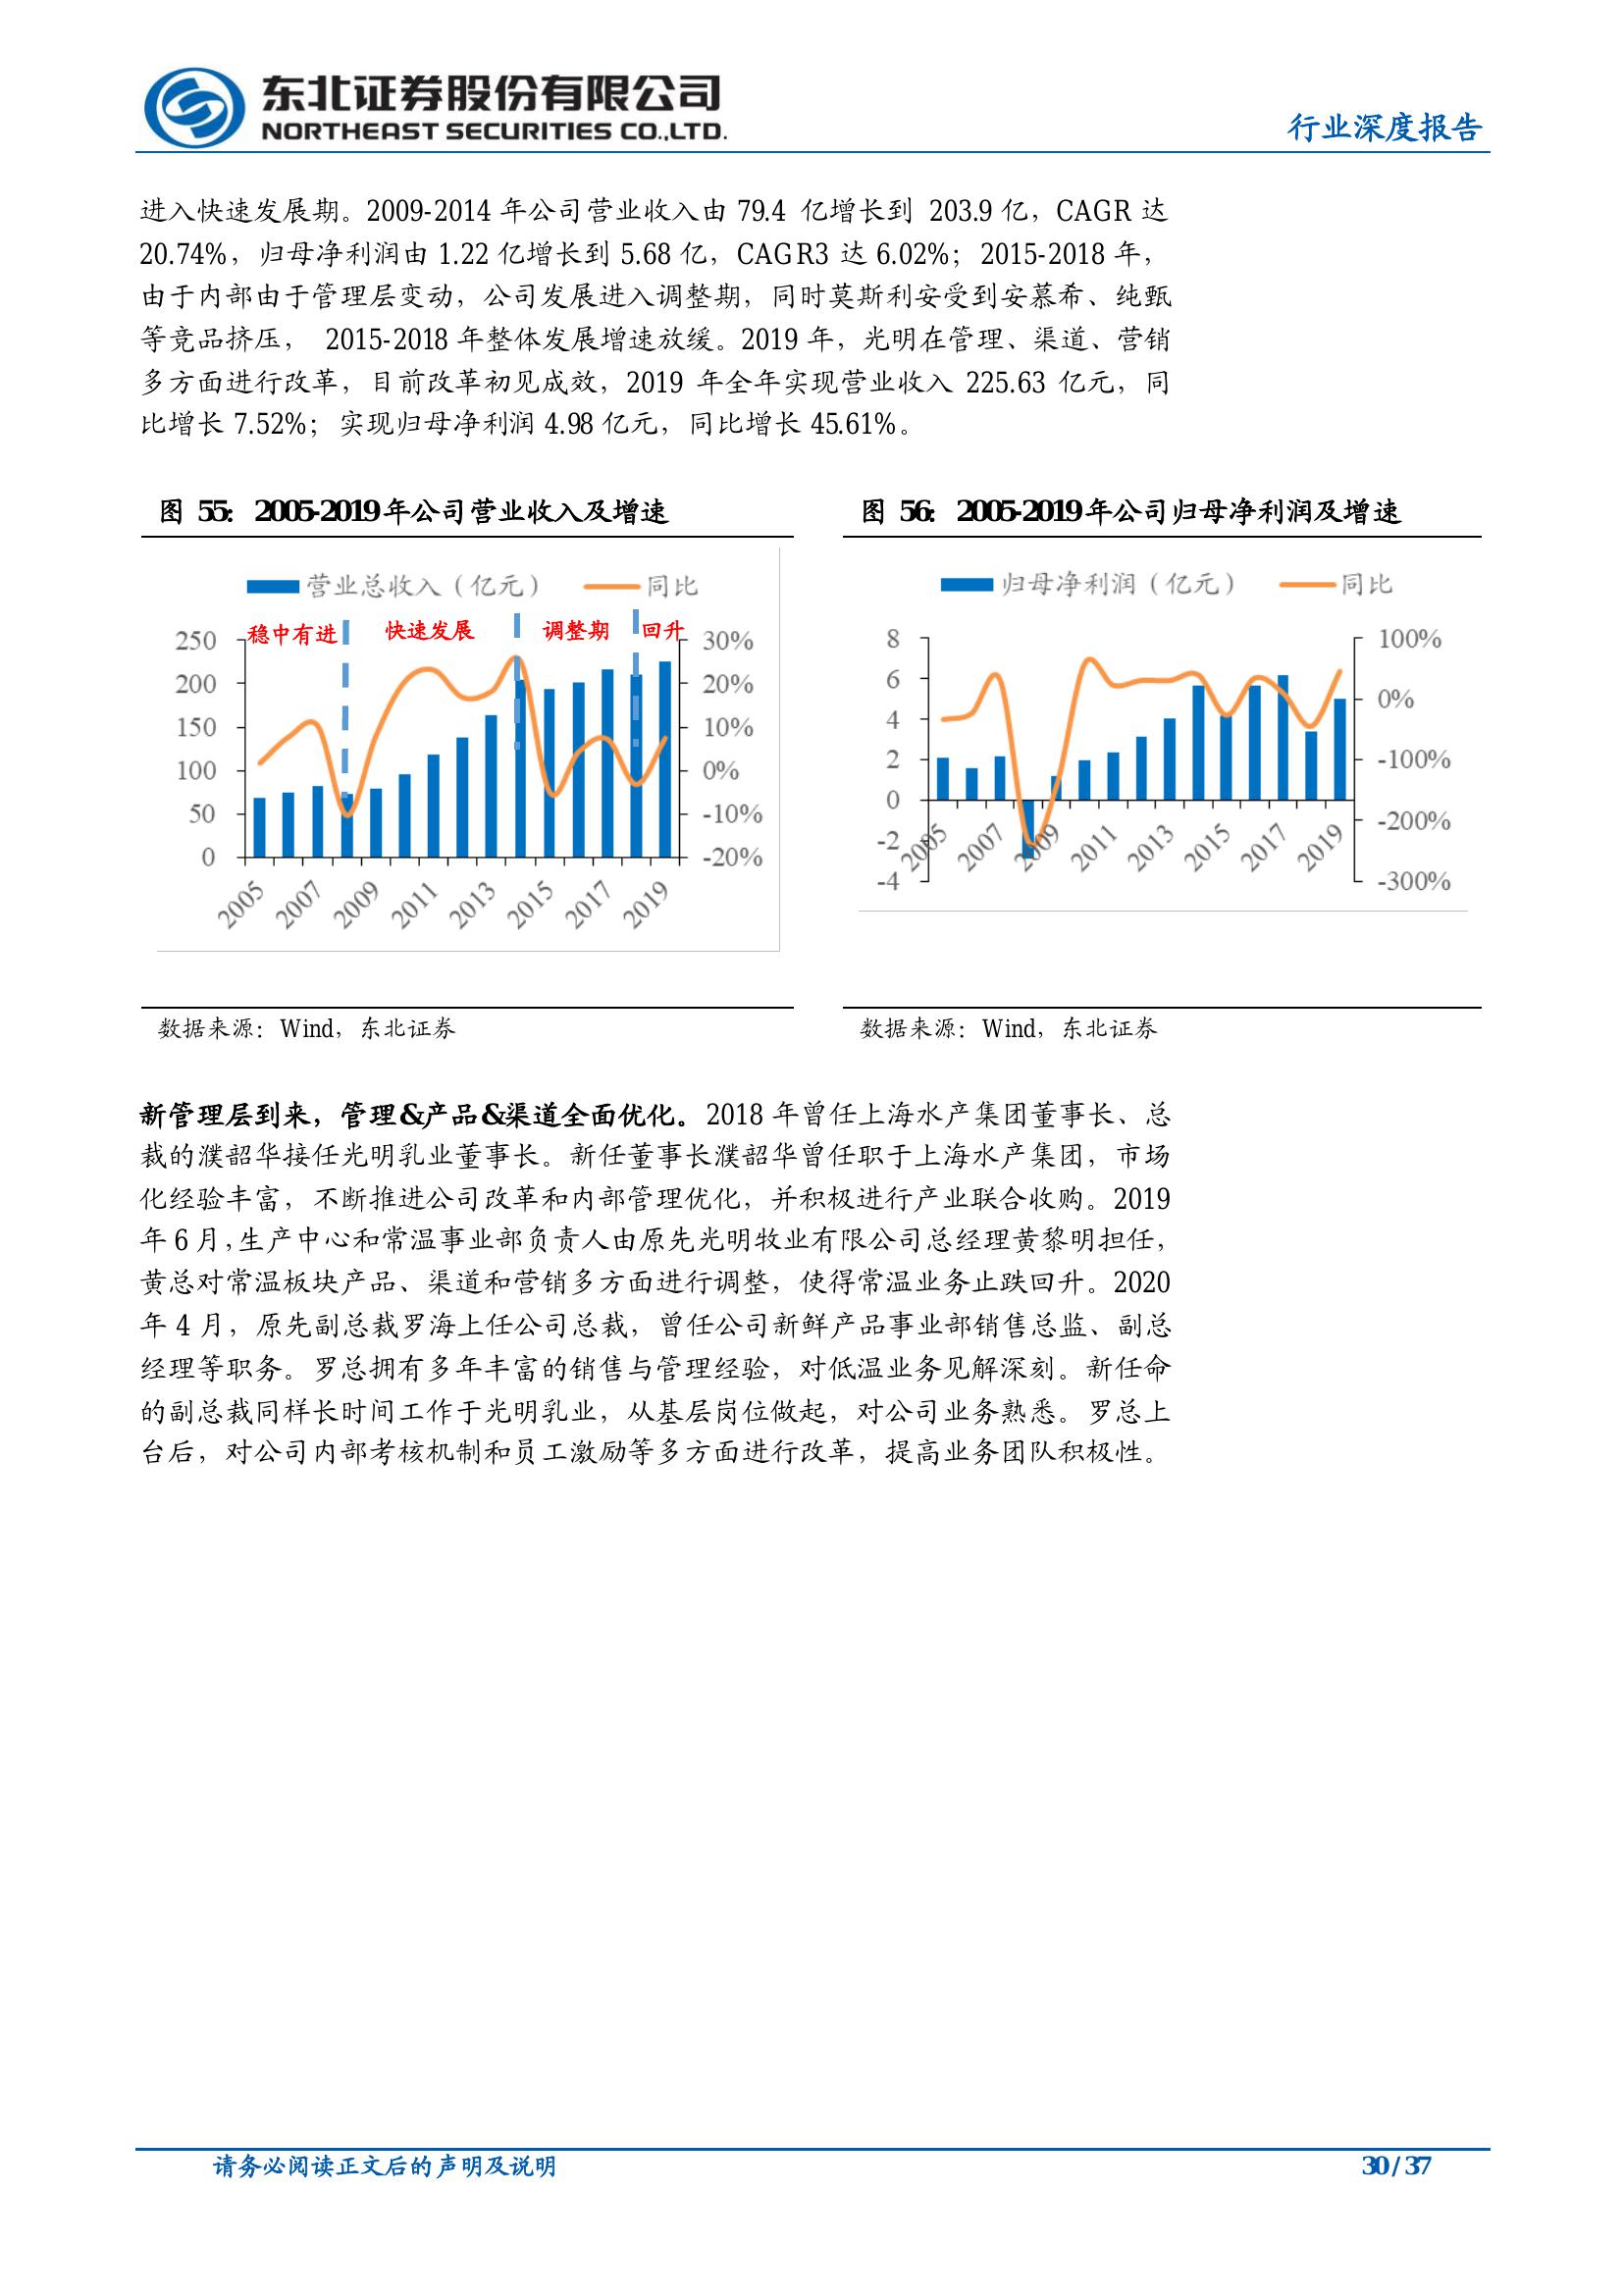 东北证券股份有限公司
NORTHEAST SECURITIES CO.,LTD.
行业深度报告
进入快速发展期。2009-2014 年公司营业收入由 79.4 亿增长到 203.9 亿，CAGR 达
20.74%，归母净利润由 1.22 亿增长到 5.68 亿，CAGR3 达 6.02%；2015-2018 年，
由于内部由于管理层变动，公司发展进入调整期，同时莫斯利安受到安慕希、纯甄
等竞品挤压， 2015-2018 年整体发展增速放缓。2019 年，光明在管理、渠道、营销
多方面进行改革，目前改革初见成效，2019 年全年实现营业收入 225.63 亿元，同
比增长 7.52%；实现归母净利润 4.98 亿元，同比增长 45.61%。
图 55：2005-2019 年公司营业收入及增速
营业总收入（亿元） 同比
稳中有进 快速发展 调整期 回升
250 30%
200 20%
150 10%
100 0%
50 -10%
0 -20%
2005 2007 2009 2011 2013 2015 2017 2019
数据来源：Wind，东北证券
图 56：2005-2019 年公司归母净利润及增速
归母净利润（亿元） 同比
8 100%
6 0%
4 -100%
2 -200%
0 -300%
-2
-4
2005 2007 2009 2011 2013 2015 2017 2019
数据来源：Wind，东北证券
新管理层到来，管理&产品&渠道全面优化。2018 年曾任上海水产集团董事长、总
裁的濮韶华接任光明乳业董事长。新任董事长濮韶华曾任职于上海水产集团，市场
化经验丰富，不断推进公司改革和内部管理优化，并积极进行产业联合收购。2019
年 6 月，生产中心和常温事业部负责人由原先光明牧业有限公司总经理黄黎明担任，
黄总对常温板块产品、渠道和营销多方面进行调整，使得常温业务止跌回升。2020
年 4 月，原先副总裁罗海上任公司总裁，曾任公司新鲜产品事业部销售总监、副总
经理等职务。罗总拥有多年丰富的销售与管理经验，对低温业务见解深刻。新任命
的副总裁同样长时间工作于光明乳业，从基层岗位做起，对公司业务熟悉。罗总上
台后，对公司内部考核机制和员工激励等多方面进行改革，提高业务团队积极性。
请务必阅读正文后的声明及说明
30 / 37